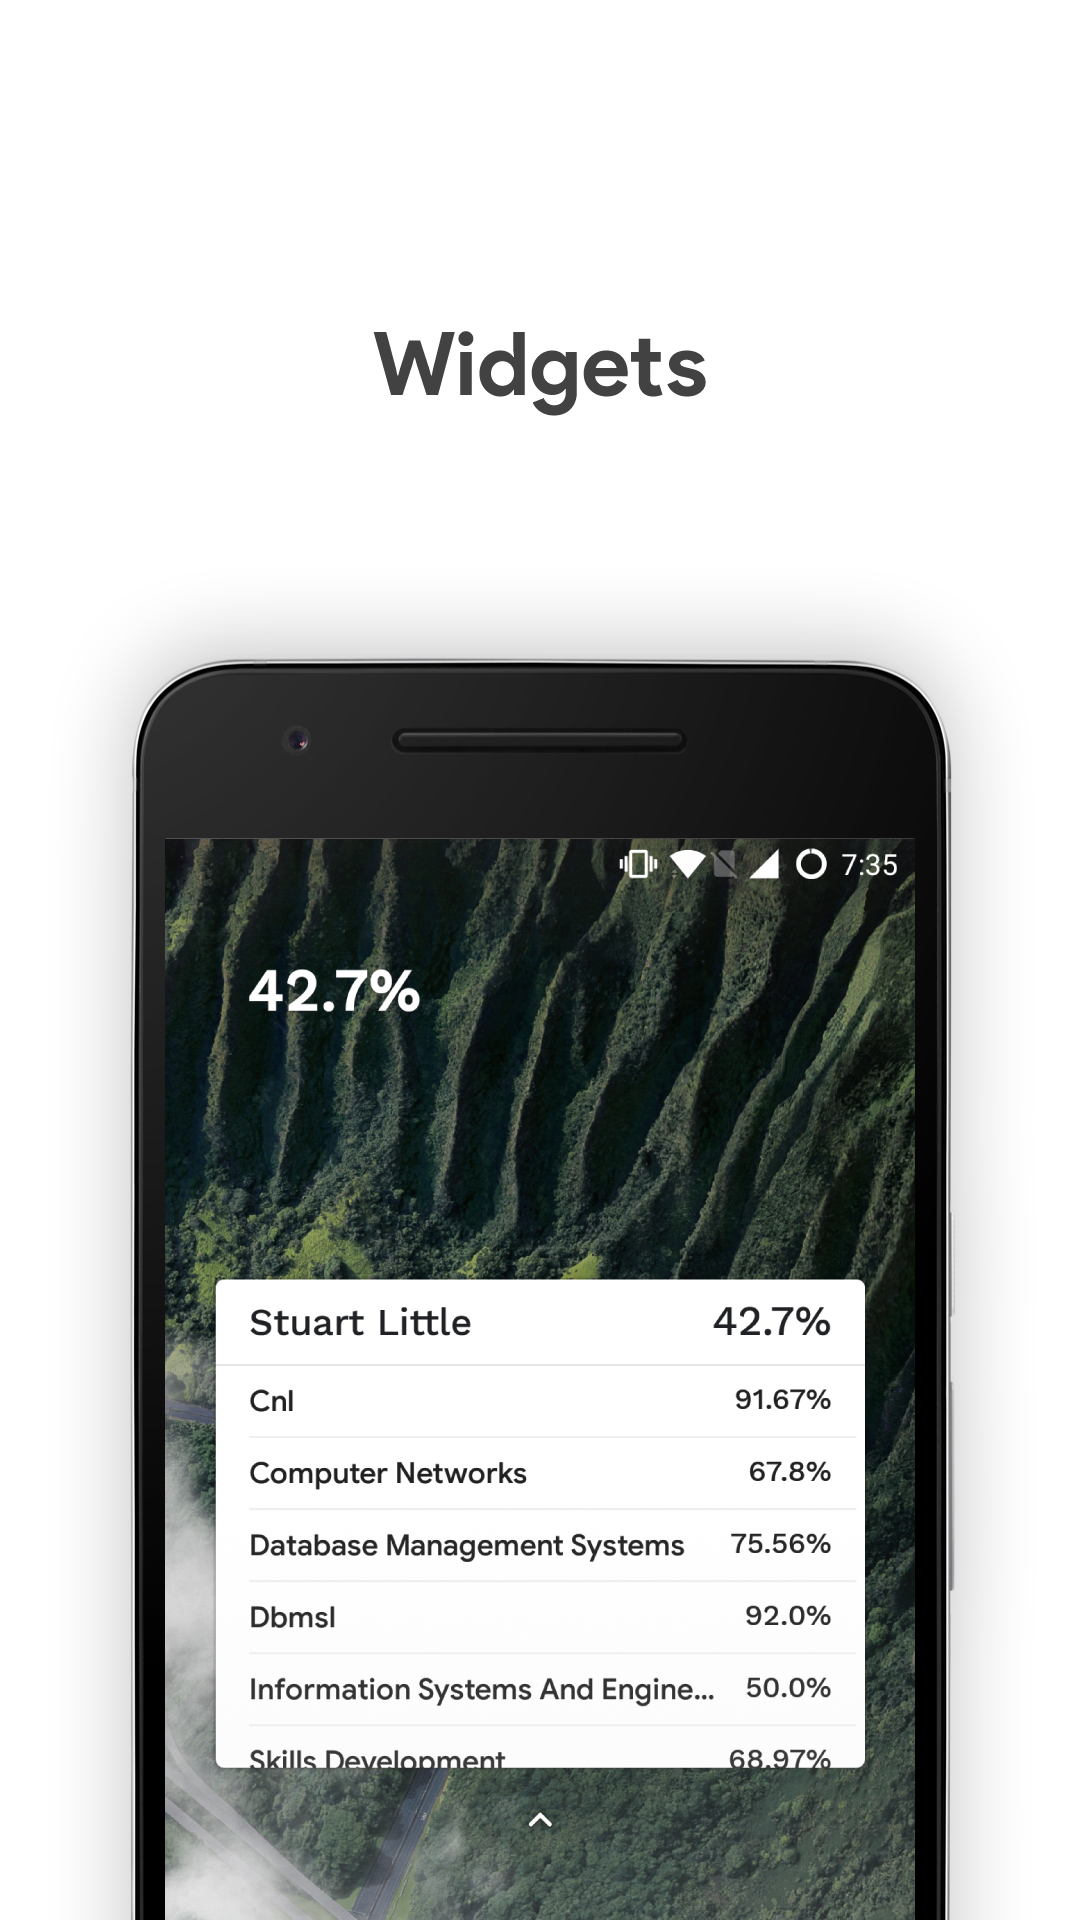 Widgets
7:35
42.7%
Stuart Little 42.7%
Cnl 91.67%
Computer Networks 67.8%
Database Management Systems 75.56%
Dbmsl 92.0%
Information Systems And Engine... 50.0%
Skills Development 68.97%